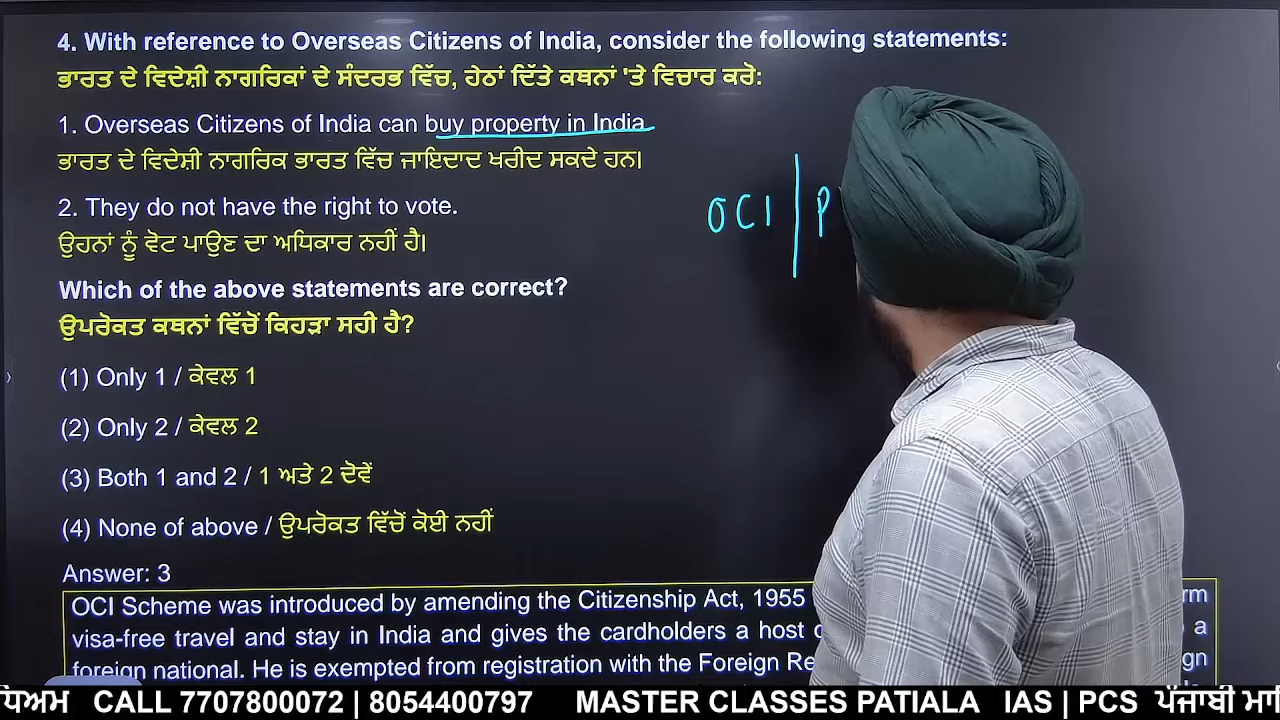 4. With reference to Overseas Citizens of India, consider the following statements:
ਭਾਰਤ ਦੇ ਵਿਦੇਸ਼ੀ ਨਾਗਰਿਕਾਂ ਦੇ ਸੰਦਰਭ ਵਿੱਚ, ਹੇਠਾਂ ਦਿੱਤੇ ਕਥਨਾਂ 'ਤੇ ਵਿਚਾਰ ਕਰੋ:
1. Overseas Citizens of India can buy property in India
ਭਾਰਤ ਦੇ ਵਿਦੇਸ਼ੀ ਨਾਗਰਿਕ ਭਾਰਤ ਵਿੱਚ ਜਾਇਦਾਦ ਖਰੀਦ ਸਕਦੇ ਹਨ।
OCI | P
2. They do not have the right to vote.
ਉਹਨਾਂ ਨੂੰ ਵੋਟ ਪਾਉਣ ਦਾ ਅਧਿਕਾਰ ਨਹੀਂ ਹੈ।
Which of the above statements are correct?
ਉਪਰੋਕਤ ਕਥਨਾਂ ਵਿੱਚੋਂ ਕਿਹੜਾ ਸਹੀ ਹੈ?
(1) Only 1 / ਕੇਵਲ 1
(2) Only 2 / ਕੇਵਲ 2
(3) Both 1 and 2 / 1 ਅਤੇ 2 ਦੋਵੇਂ
(4) None of above / ਉਪਰੋਕਤ ਵਿੱਚੋਂ ਕੋਈ ਨਹੀਂ
Answer: 3
OCI Scheme was introduced by amending the Citizenship Act, 1955
visa-free travel and stay in India and gives the cardholders a host a
foreign national. He is exempted from registration with the Foreign
CALL 7707800072 | 8054400797 MASTER CLASSES PATIALA IAS | PCS ਪੰਜਾਬੀ